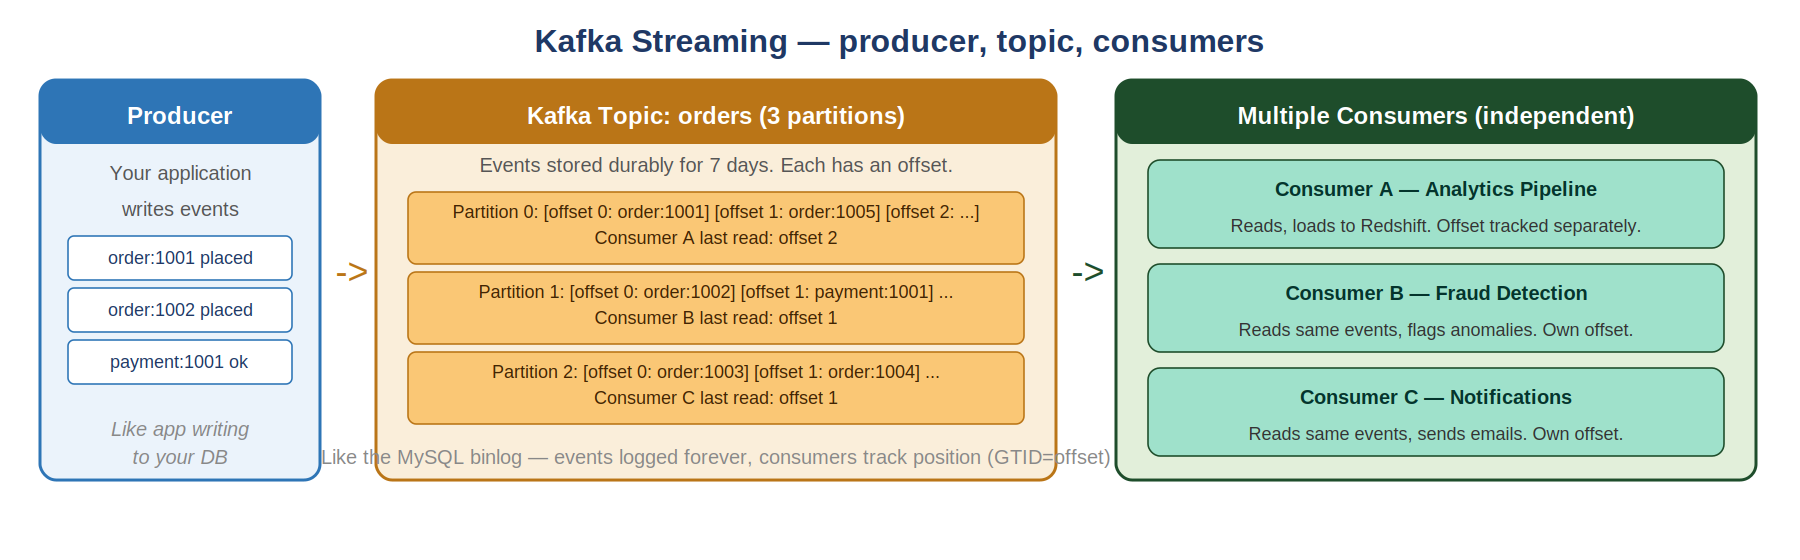 Kafka Streaming — producer, topic, consumers
Producer
Your application
writes events
order:1001 placed
order:1002 placed
payment:1001 ok
Like app writing
to your DB
->
Kafka Topic: orders (3 partitions)
Events stored durably for 7 days. Each has an offset.
Partition 0: [offset 0: order:1001] [offset 1: order:1005] [offset 2: ...]
Consumer A last read: offset 2
Partition 1: [offset 0: order:1002] [offset 1: payment:1001] ...
Consumer B last read: offset 1
Partition 2: [offset 0: order:1003] [offset 1: order:1004] ...
Consumer C last read: offset 1
Like the MySQL binlog — events logged forever, consumers track position (GTID=offset)
->
Multiple Consumers (independent)
Consumer A — Analytics Pipeline
Reads, loads to Redshift. Offset tracked separately.
Consumer B — Fraud Detection
Reads same events, flags anomalies. Own offset.
Consumer C — Notifications
Reads same events, sends emails. Own offset.